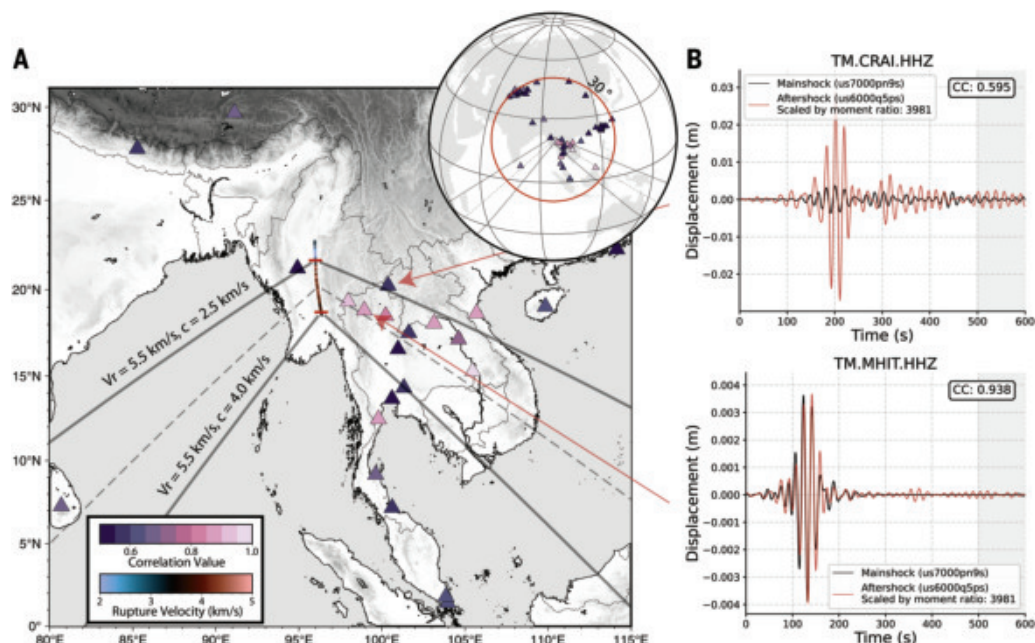 A
30°
30°N
25°N
20°N
15°N
10°N
5°N
0°
80°E
85°E
90°E
95°E
100°E
105°E
110°E
115°E
Vr = 5.5 km/s, c = 2.5 km/s
Vr = 5.5 km/s, c = 4.0 km/s
0.6 0.8 1.0
Correlation Value
2 3 4 5
Rupture Velocity (km/s)
B
TM.CRAI.HHZ
Mainshock (us7000pn9s)
Aftershock (us6000q5ps)
Scaled by moment ratio: 3981
CC: 0.595
Displacement (m)
0.03
0.02
0.01
0.00
−0.01
−0.02
0 100 200 300 400 500 600
Time (s)
TM.MHIT.HHZ
CC: 0.938
Displacement (m)
0.004
0.003
0.002
0.001
0.000
−0.001
−0.002
−0.003
−0.004
Mainshock (us7000pn9s)
Aftershock (us6000q5ps)
Scaled by moment ratio: 3981
0 100 200 300 400 500 600
Time (s)